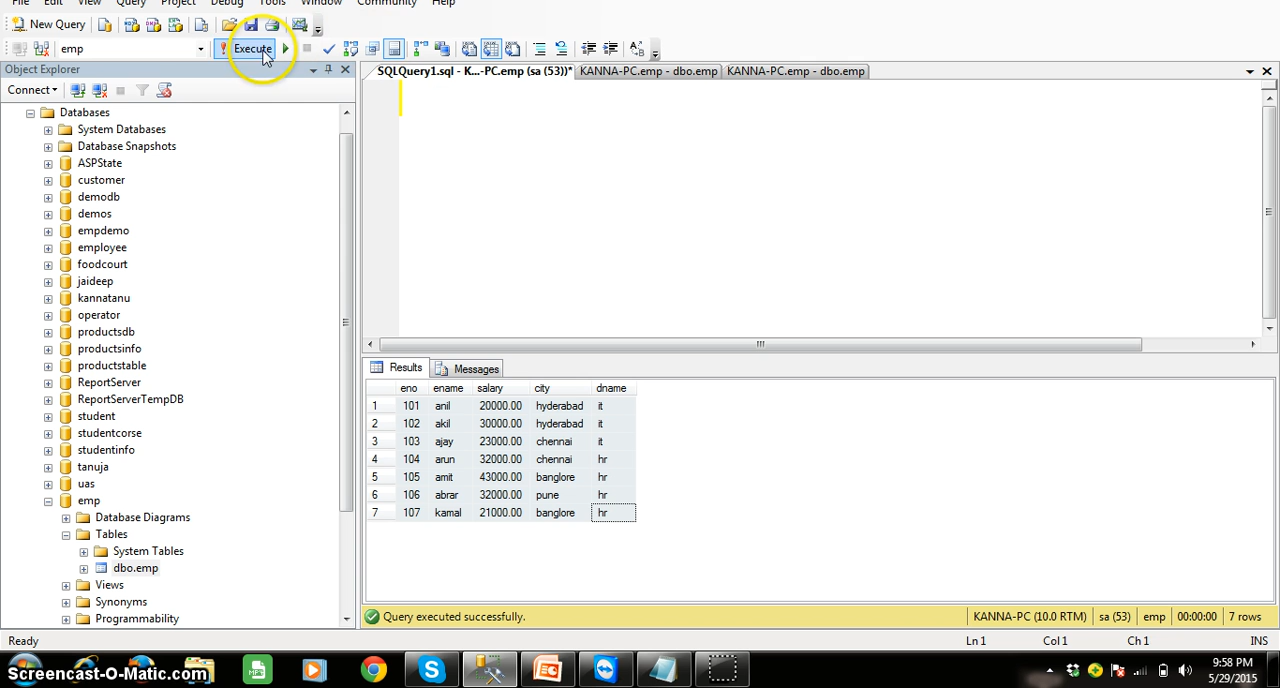 File Edit View Query Project Debug Tools Window Community Help
New Query
emp Execute
Object Explorer
SQLQuery1.sql - K...-PC.emp (sa (53))* KANNA-PC.emp - dbo.emp KANNA-PC.emp - dbo.emp
Connect
Databases
System Databases
Database Snapshots
ASPState
customer
demodb
demos
empdemo
employee
foodcourt
jaideep
kannatanu
operator
productsdb
productsinfo
productstable
ReportServer
ReportServerTempDB
student
studentcorse
studentinfo
tanuja
uas
emp
Database Diagrams
Tables
System Tables
dbo.emp
Views
Synonyms
Programmability
Results Messages
eno ename salary city dname
1 101 anil 20000.00 hyderabad it
2 102 akil 30000.00 hyderabad it
3 103 ajay 23000.00 chennai it
4 104 arun 32000.00 chennai hr
5 105 amit 43000.00 banglore hr
6 106 abrar 32000.00 pune hr
7 107 kamal 21000.00 banglore hr
Query executed successfully. KANNA-PC (10.0 RTM) sa (53) emp 00:00:00 7 rows
Ready Ln 1 Col 1 Ch 1 INS
Screencast-O-Matic.com
9:58 PM
5/29/2015